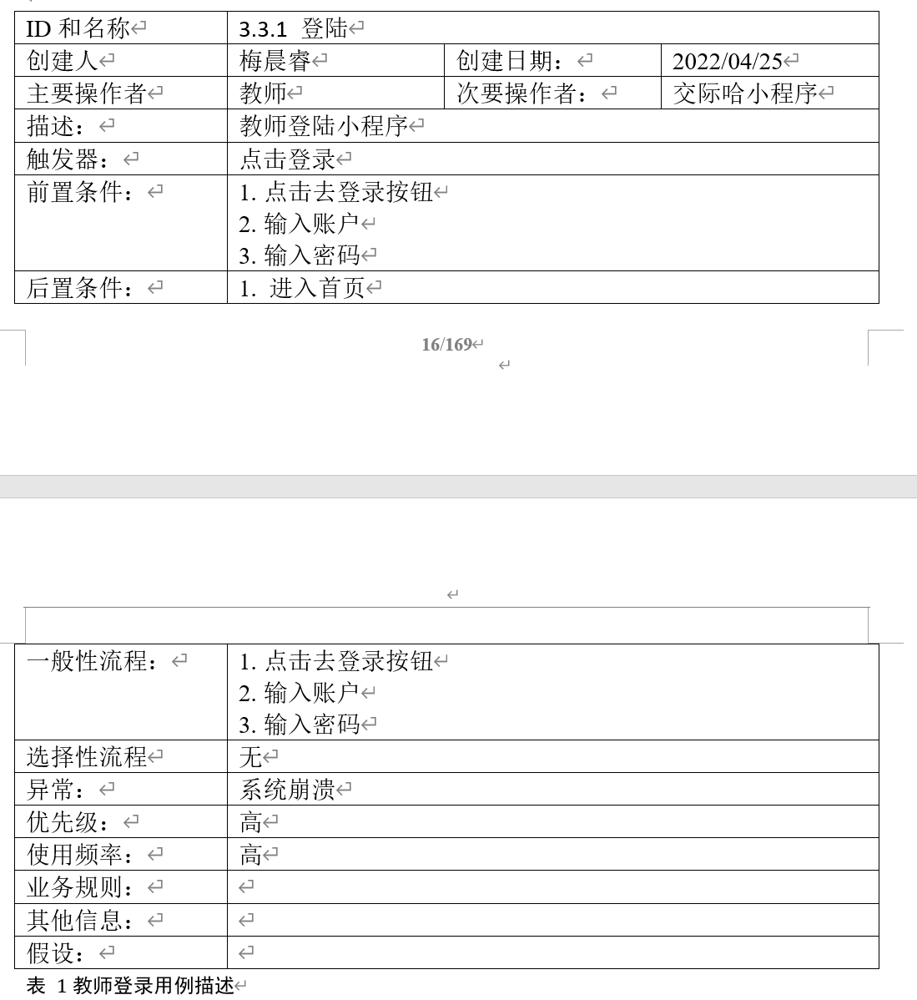 ID 和名称
3.3.1 登陆
创建人
梅晨睿
创建日期：
2022/04/25
主要操作者
教师
次要操作者：
交际哈小程序
描述：
教师登陆小程序
触发器：
点击登录
前置条件：
1. 点击去登录按钮
2. 输入账户
3. 输入密码
后置条件：
1. 进入首页
16/169
一般性流程：
1. 点击去登录按钮
2. 输入账户
3. 输入密码
选择性流程
无
异常：
系统崩溃
优先级：
高
使用频率：
高
业务规则：
其他信息：
假设：
表 1 教师登录用例描述